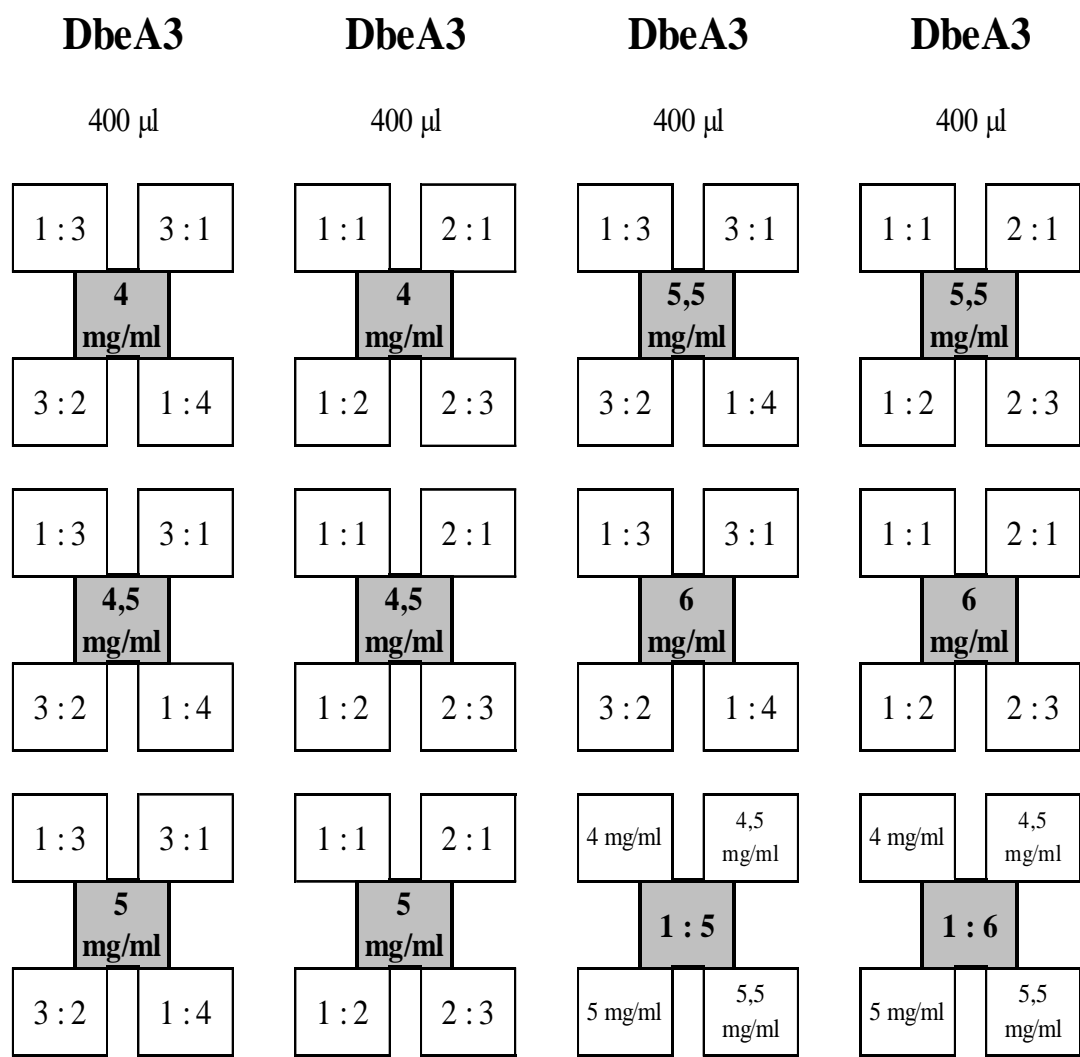 DbeA3 DbeA3 DbeA3 DbeA3
400 µl 400 µl 400 µl 400 µl
1 : 3 3 : 1 1 : 1 2 : 1 1 : 3 3 : 1 1 : 1 2 : 1
4 4 5,5 5,5
mg/ml mg/ml mg/ml mg/ml
3 : 2 1 : 4 1 : 2 2 : 3 3 : 2 1 : 4 1 : 2 2 : 3
1 : 3 3 : 1 1 : 1 2 : 1 1 : 3 3 : 1 1 : 1 2 : 1
4,5 4,5 6 6
mg/ml mg/ml mg/ml mg/ml
3 : 2 1 : 4 1 : 2 2 : 3 3 : 2 1 : 4 1 : 2 2 : 3
1 : 3 3 : 1 1 : 1 2 : 1 4 mg/ml 4,5 mg/ml 4 mg/ml 4,5 mg/ml
5 5 1 : 5 1 : 6
mg/ml mg/ml
3 : 2 1 : 4 1 : 2 2 : 3 5 mg/ml 5,5 mg/ml 5 mg/ml 5,5 mg/ml